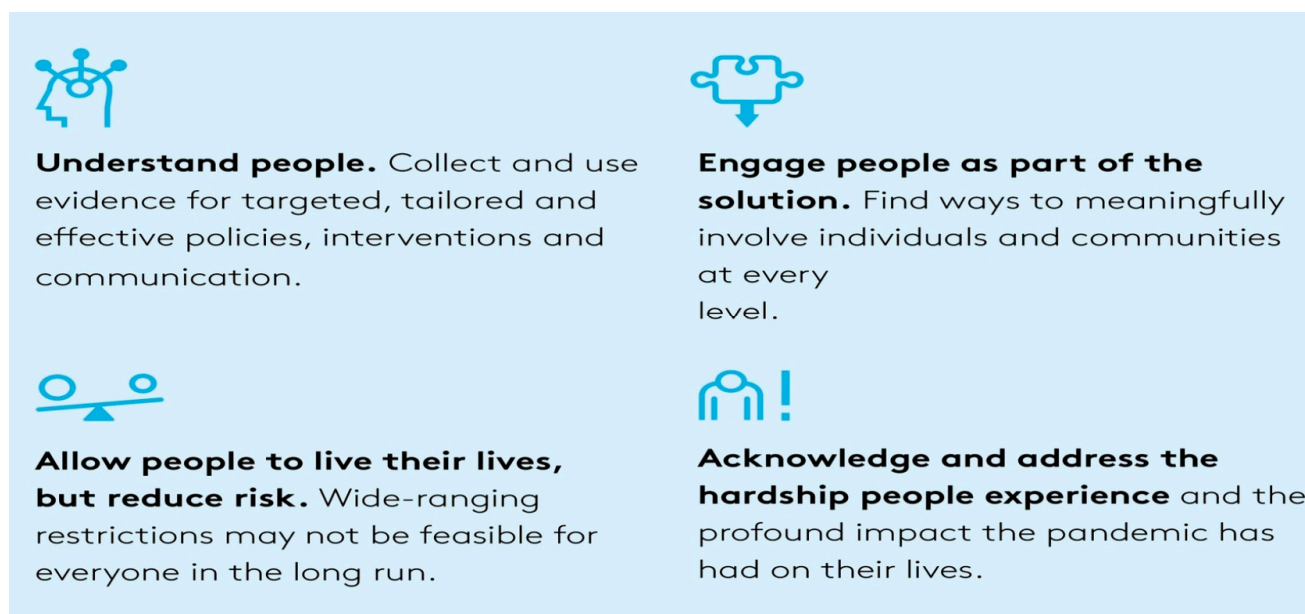 Understand people. Collect and use
evidence for targeted, tailored and
effective policies, interventions and
communication.
Engage people as part of the
solution. Find ways to meaningfully
involve individuals and communities
at every
level.
Allow people to live their lives,
but reduce risk. Wide-ranging
restrictions may not be feasible for
everyone in the long run.
Acknowledge and address the
hardship people experience and the
profound impact the pandemic has
had on their lives.